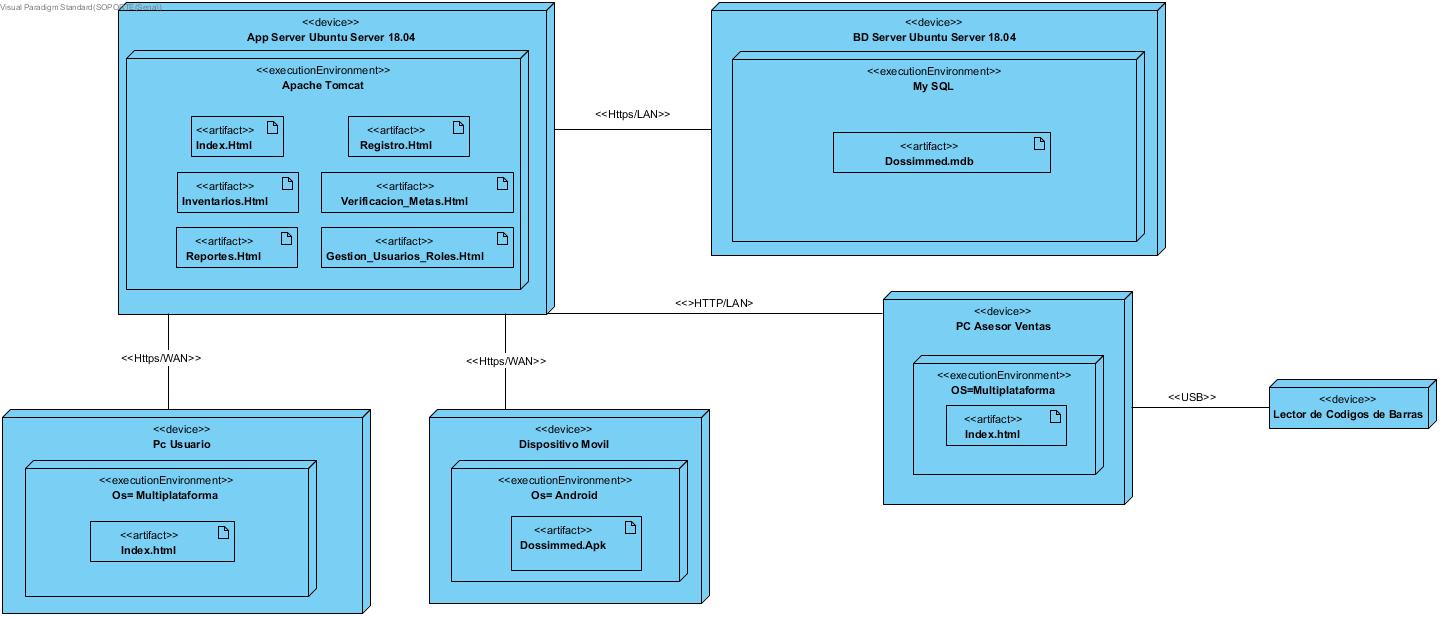 Visual Paradigm Standard(SOPORTE(Sena))
<<device>>
App Server Ubuntu Server 18.04
<<executionEnvironment>>
Apache Tomcat
<<artifact>>
Index.Html
<<artifact>>
Registro.Html
<<artifact>>
Inventarios.Html
<<artifact>>
Verificacion_Metas.Html
<<artifact>>
Reportes.Html
<<artifact>>
Gestion_Usuarios_Roles.Html
<<Https/LAN>>
<<device>>
BD Server Ubuntu Server 18.04
<<executionEnvironment>>
My SQL
<<artifact>>
Dossimmed.mdb
<<>HTTP/LAN>
<<device>>
PC Asesor Ventas
<<executionEnvironment>>
OS=Multiplataforma
<<artifact>>
Index.html
<<USB>>
<<device>>
Lector de Codigos de Barras
<<Https/WAN>>
<<Https/WAN>>
<<device>>
Pc Usuario
<<executionEnvironment>>
Os= Multiplataforma
<<artifact>>
Index.html
<<device>>
Dispositivo Movil
<<executionEnvironment>>
Os= Android
<<artifact>>
Dossimmed.Apk